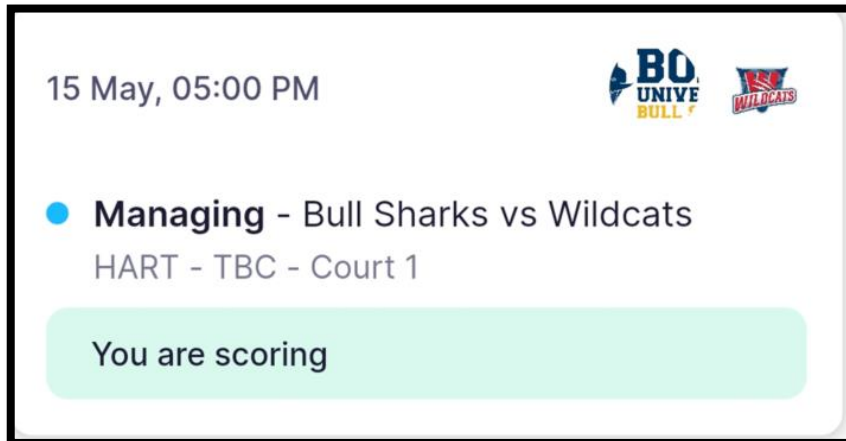 15 May, 05:00 PM
BO
UNIVE
BULL
WILDCATS
Managing - Bull Sharks vs Wildcats
HART - TBC - Court 1
You are scoring